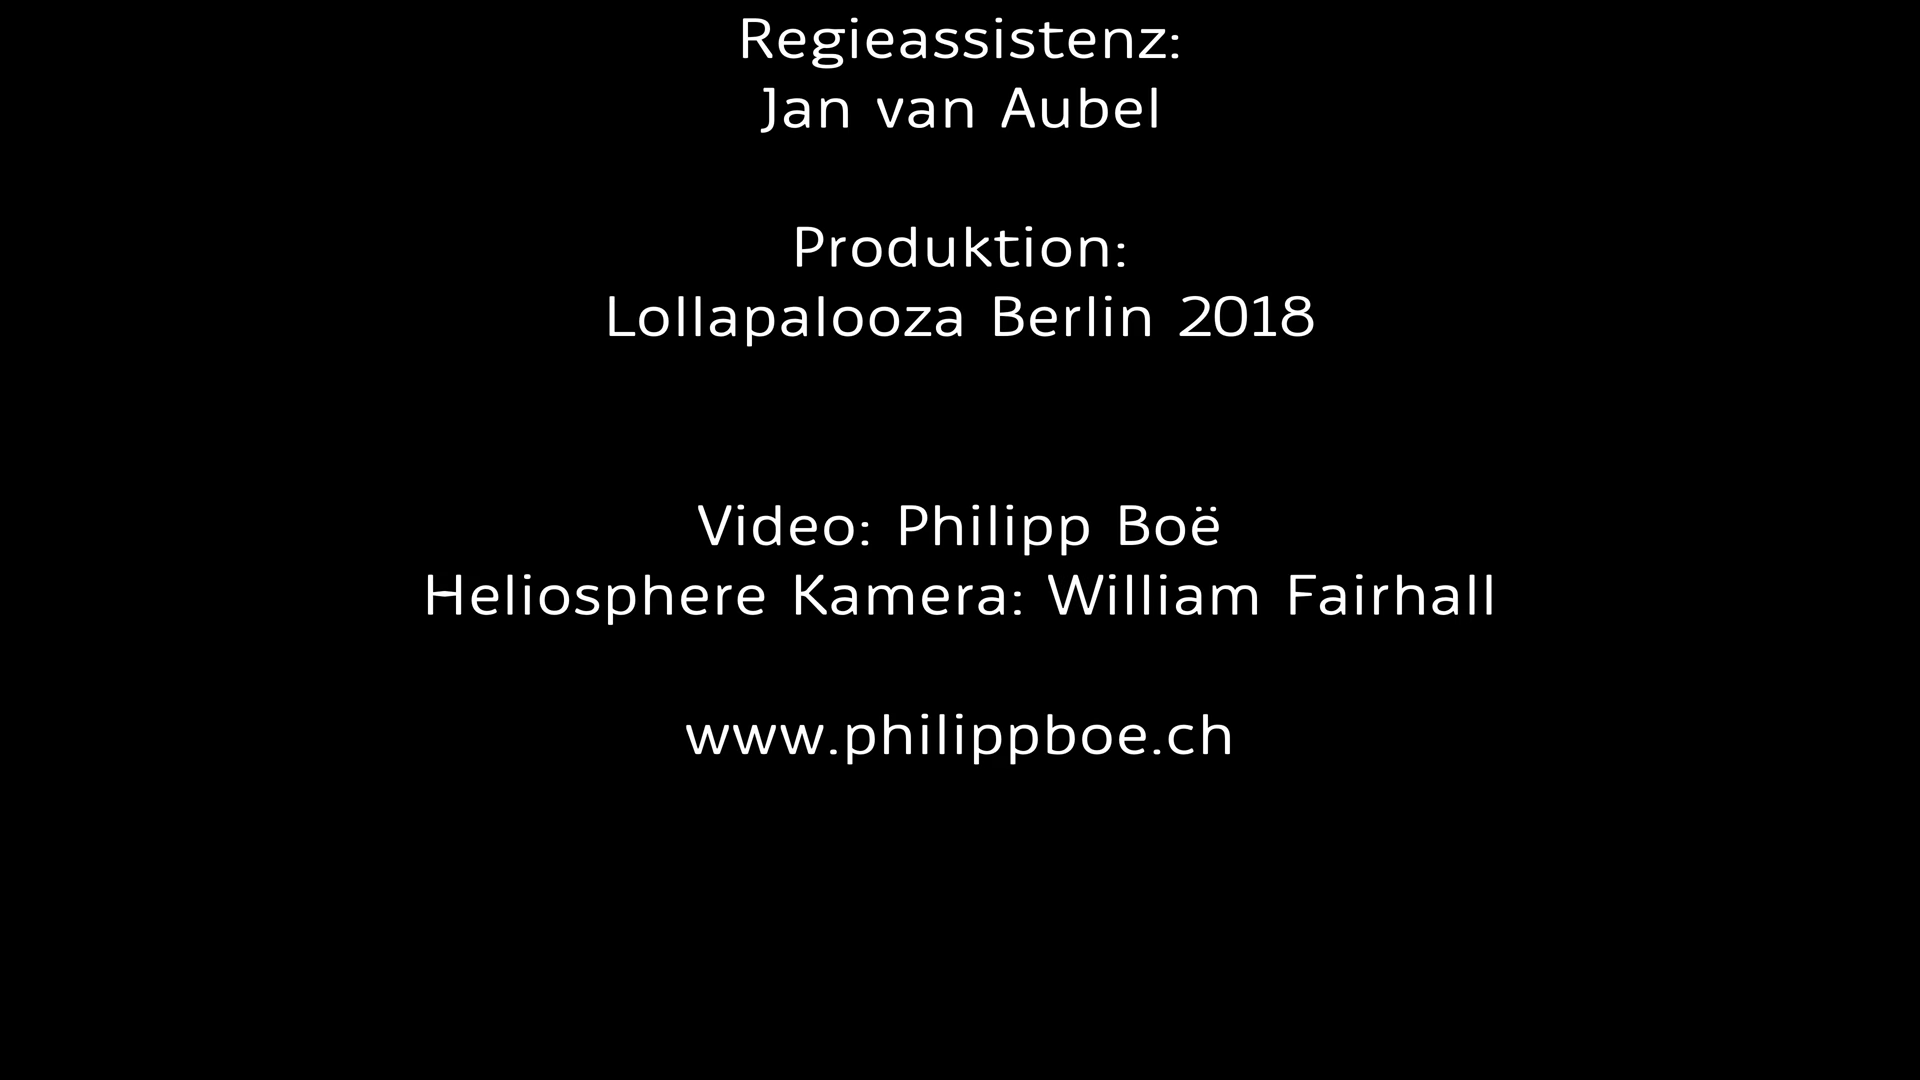 Regieassistenz:
Jan van Aubel
Produktion:
Lollapalooza Berlin 2018
Video: Philipp Boë
Heliosphere Kamera: William Fairhall
www.philippboe.ch